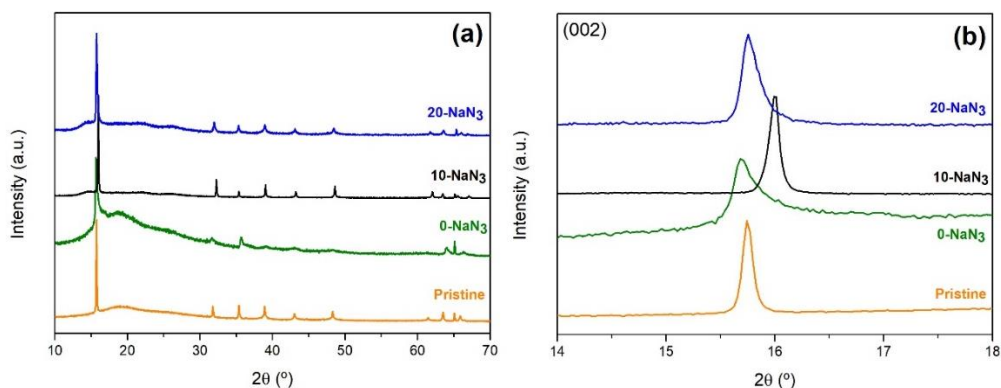 (a)
20-NaN₃
10-NaN₃
0-NaN₃
Pristine
Intensity (a.u.)
10 20 30 40 50 60 70
2θ (º)
(002)
(b)
20-NaN₃
10-NaN₃
0-NaN₃
Pristine
Intensity (a.u.)
14 15 16 17 18
2θ (º)